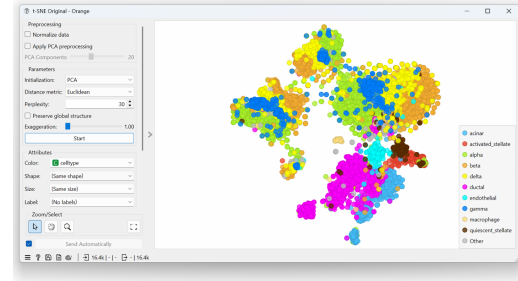 t-SNE Original - Orange
Preprocessing
Normalize data
Apply PCA preprocessing
PCA Components: 20
Parameters
Initialization: PCA
Distance metric: Euclidean
Perplexity: 30
Preserve global structure
Exaggeration: 1.00
Start
Attributes
Color: C celltype
Shape: (Same shape)
Size: (Same size)
Label: (No labels)
Zoom/Select
Send Automatically
16.4k | - | - 16.4k
acinar
activated_stellate
alpha
beta
delta
ductal
endothelial
gamma
macrophage
quiescent_stellate
Other